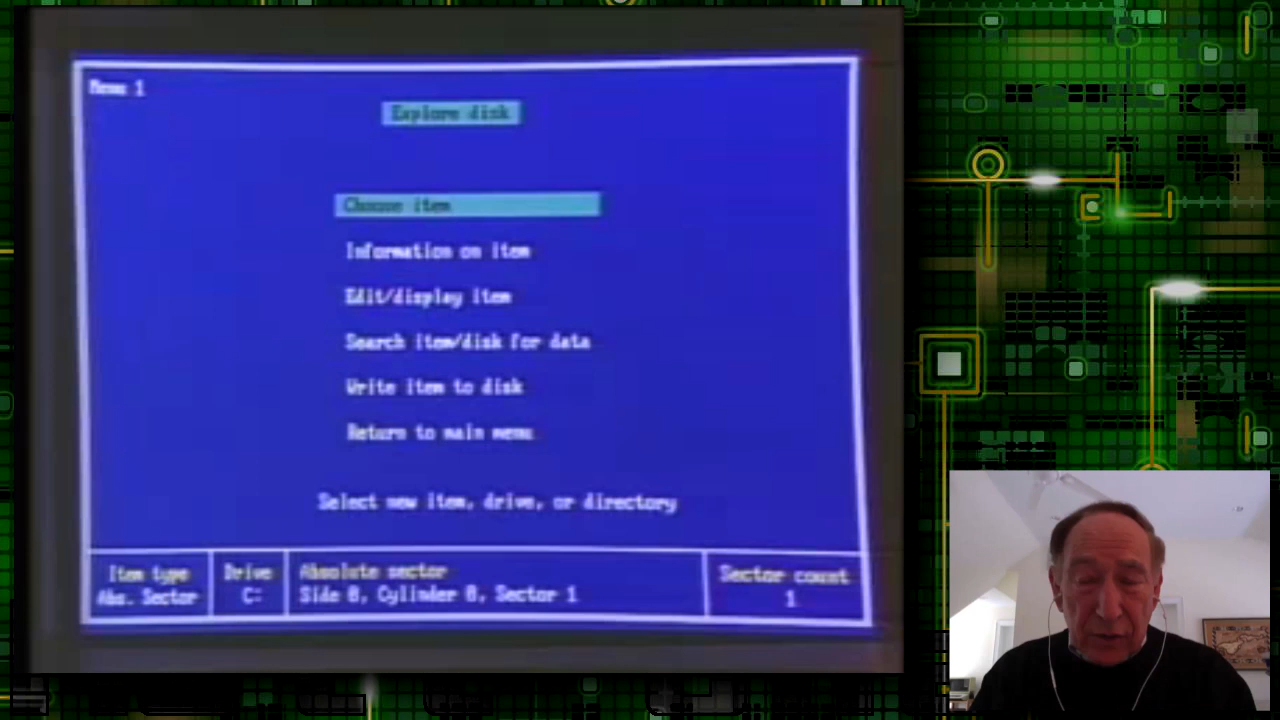 Menu 1
Explore disk
Choose item
Information on item
Edit/display item
Search item/disk for data
Write item to disk
Return to main menu
Select new item, drive, or directory
Item type
Abs. Sector
Drive
C:
Absolute sector
Side 0, Cylinder 0, Sector 1
Sector count
1